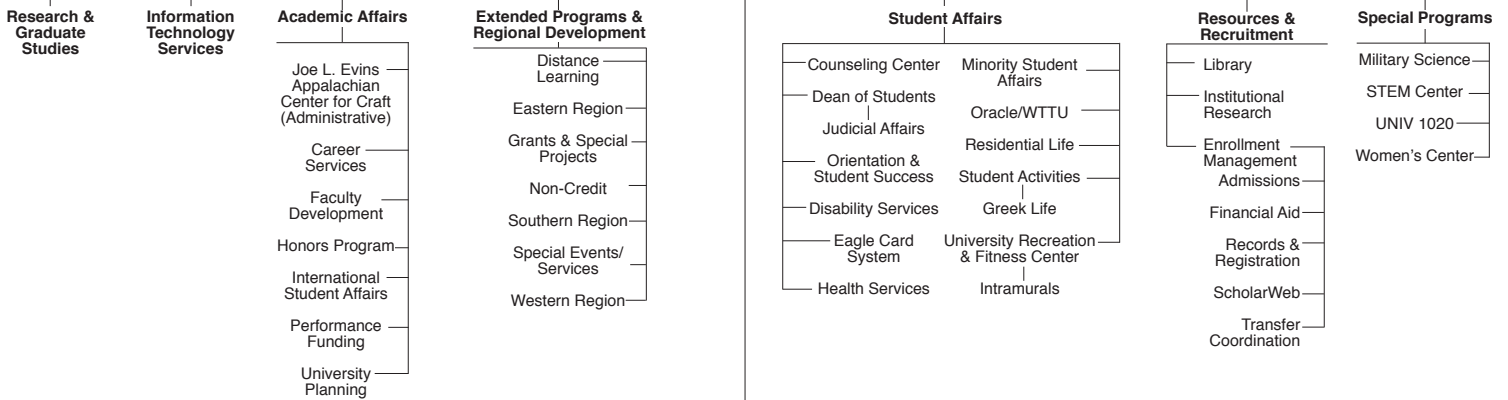 Research &
Graduate
Studies
Information
Technology
Services
Academic Affairs
Joe L. Evins
Appalachian
Center for Craft
(Administrative)
Career
Services
Faculty
Development
Honors Program
International
Student Affairs
Performance
Funding
University
Planning
Extended Programs &
Regional Development
Distance
Learning
Eastern Region
Grants & Special
Projects
Non-Credit
Southern Region
Special Events/
Services
Western Region
Student Affairs
Counseling Center
Dean of Students
Judicial Affairs
Orientation &
Student Success
Disability Services
Eagle Card
System
Health Services
Minority Student
Affairs
Oracle/WTTU
Residential Life
Student Activities
Greek Life
University Recreation
& Fitness Center
Intramurals
Resources &
Recruitment
Library
Institutional
Research
Enrollment
Management
Admissions
Financial Aid
Records &
Registration
ScholarWeb
Transfer
Coordination
Special Programs
Military Science
STEM Center
UNIV 1020
Women's Center